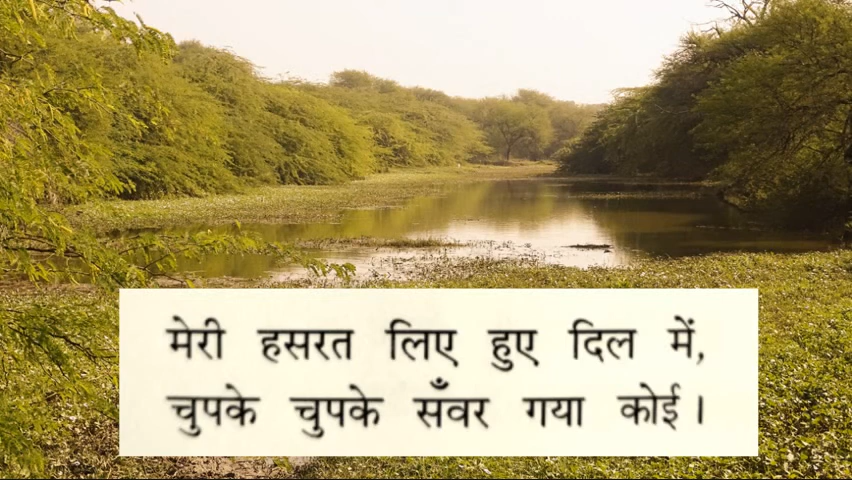 मेरी हसरत लिए हुए दिल में,
चुपके चुपके सँवर गया कोई।